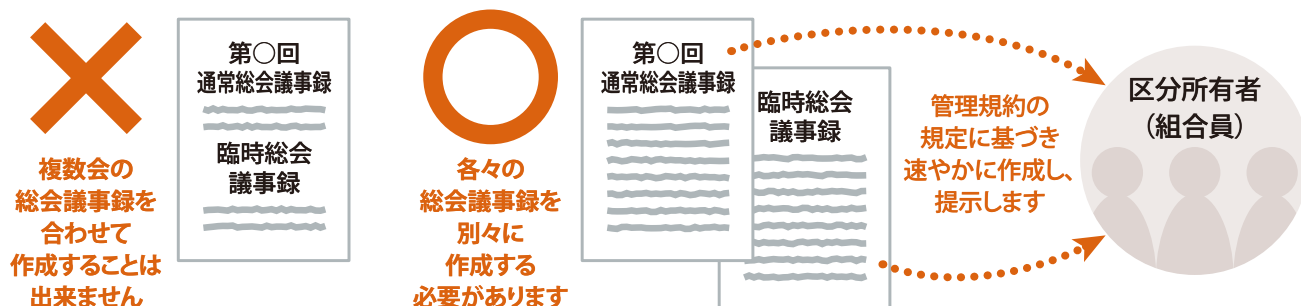 複数会の
総会議事録を
合わせて
作成することは
出来ません
第〇回
通常総会議事録
臨時総会
議事録
各々の
総会議事録を
別々に
作成する
必要があります
第〇回
通常総会議事録
臨時総会
議事録
管理規約の
規定に基づき
速やかに作成し、
提示します
区分所有者
（組合員）